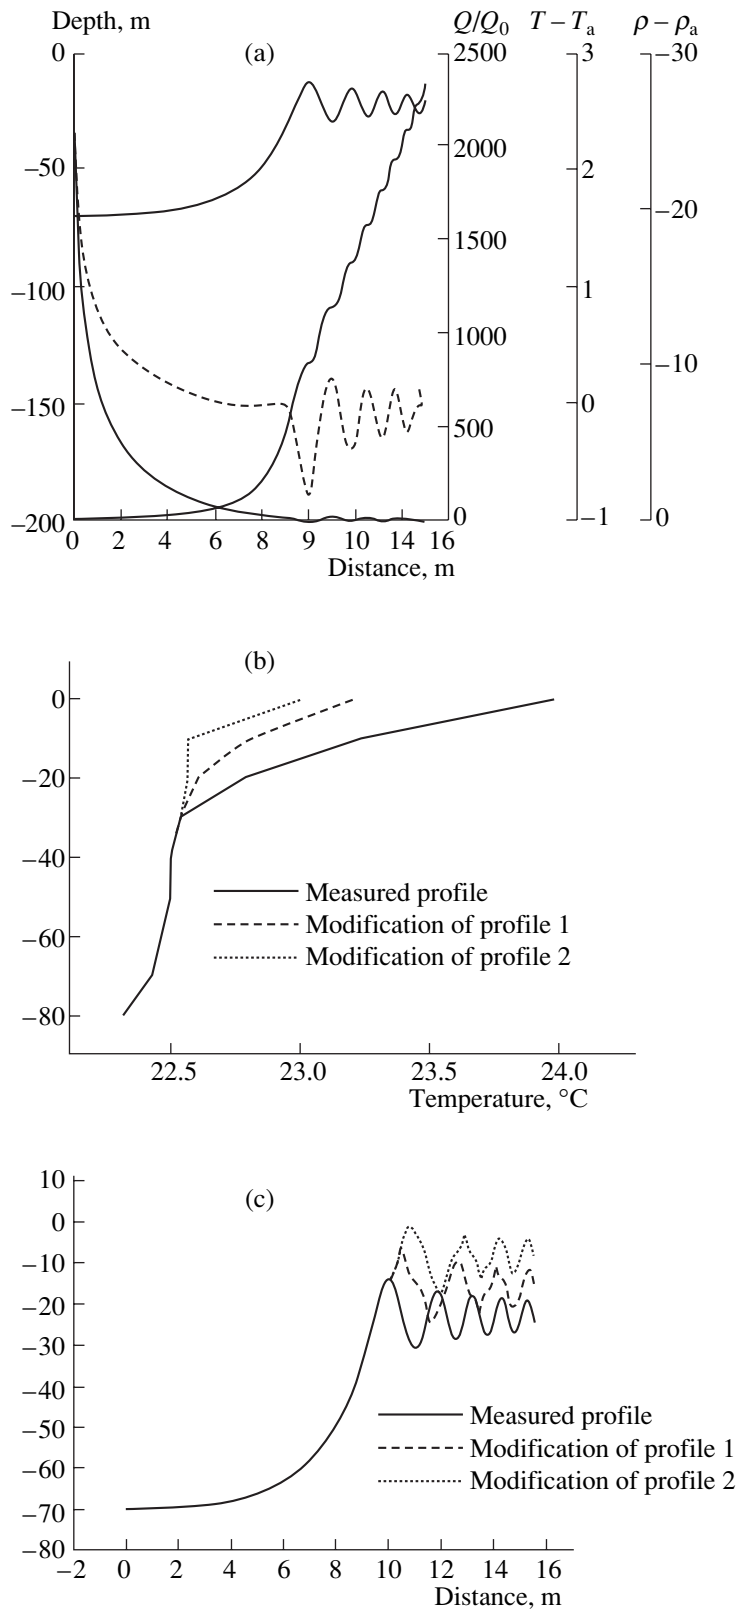 Depth, m (a) Q/Q0 T – Ta ρ – ρa
0 2500 3 –30
–50 2000 2 –20
1500
–100 1 
1000 –10
–150 0
500
–200 0 –1 0
0 2 4 6 8 9 10 14 16
Distance, m
(b)
0
–20
–40
Measured profile
Modification of profile 1
–60
Modification of profile 2
–80
22.5 23.0 23.5 24.0
Temperature, °C
10
(c)
0
–10
–20
–30
–40
Measured profile
–50
Modification of profile 1
–60
Modification of profile 2
–70
–80
–2 0 2 4 6 8 10 12 14 16
Distance, m